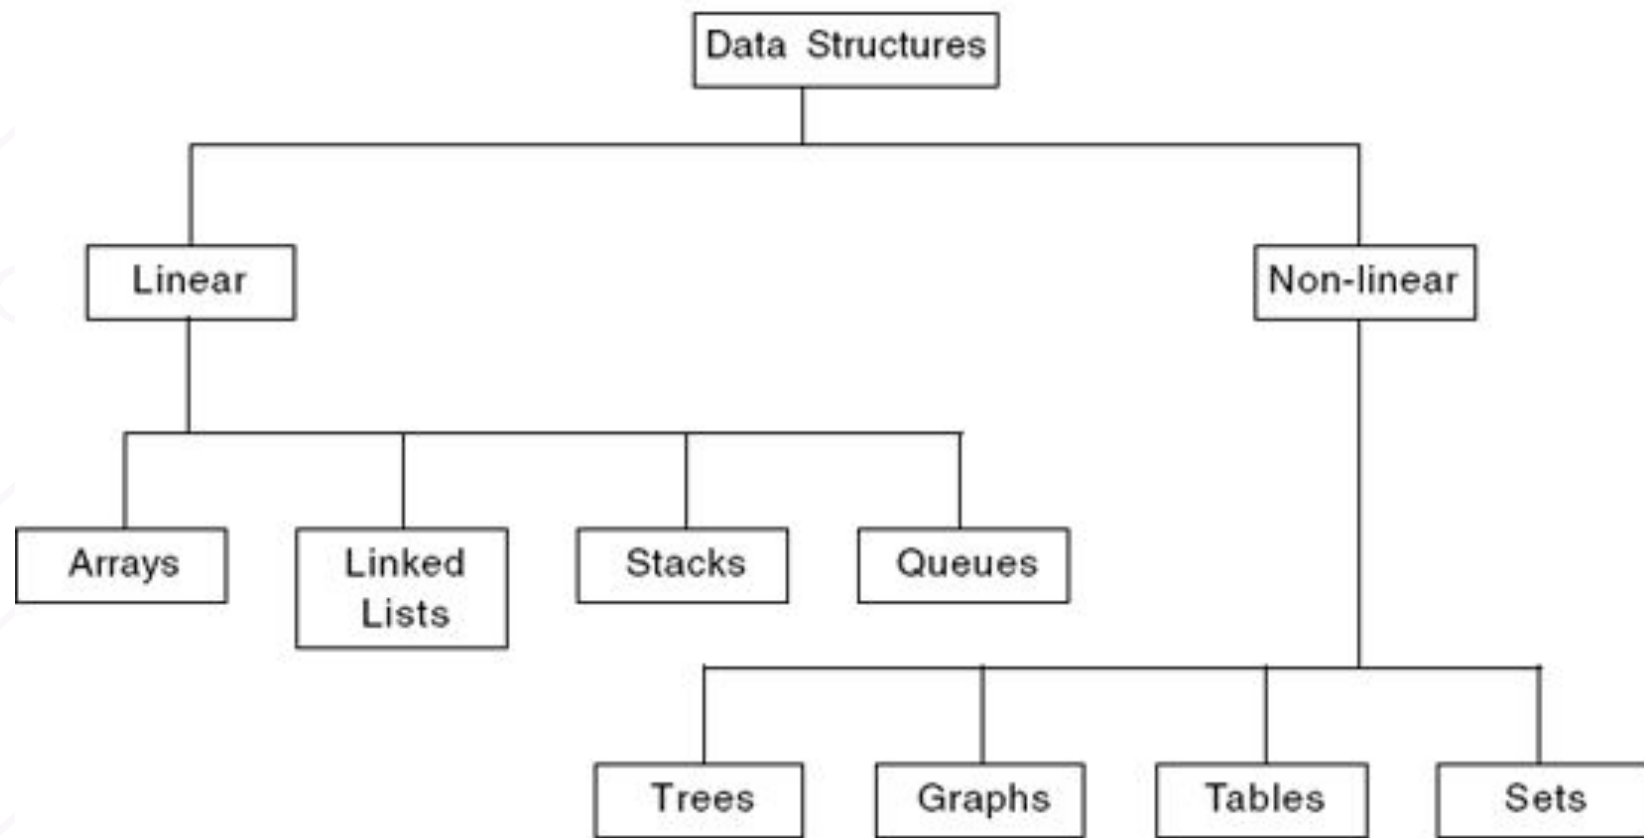 Data Structures
Linear
Non-linear
Arrays
Linked
Lists
Stacks
Queues
Trees
Graphs
Tables
Sets